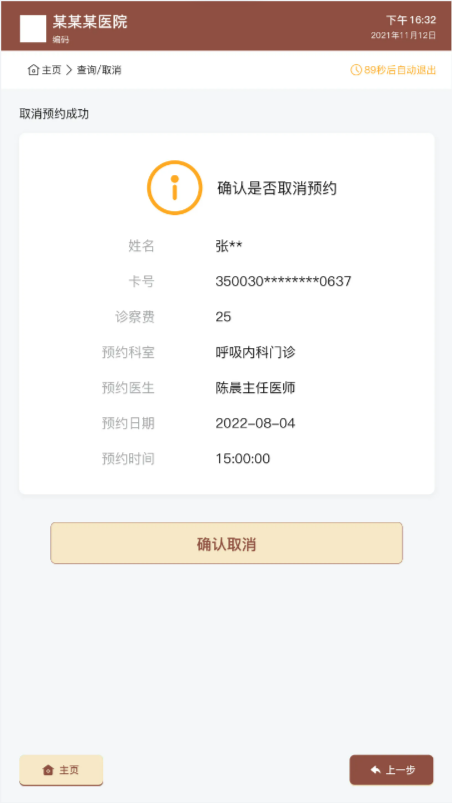 某某某医院
编码
下午 16:32
2021年11月12日
主页 > 查询/取消
89秒后自动退出
取消预约成功
确认是否取消预约
姓名 张**
卡号 350030********0637
诊察费 25
预约科室 呼吸内科门诊
预约医生 陈晨主任医师
预约日期 2022-08-04
预约时间 15:00:00
确认取消
主页
上一步